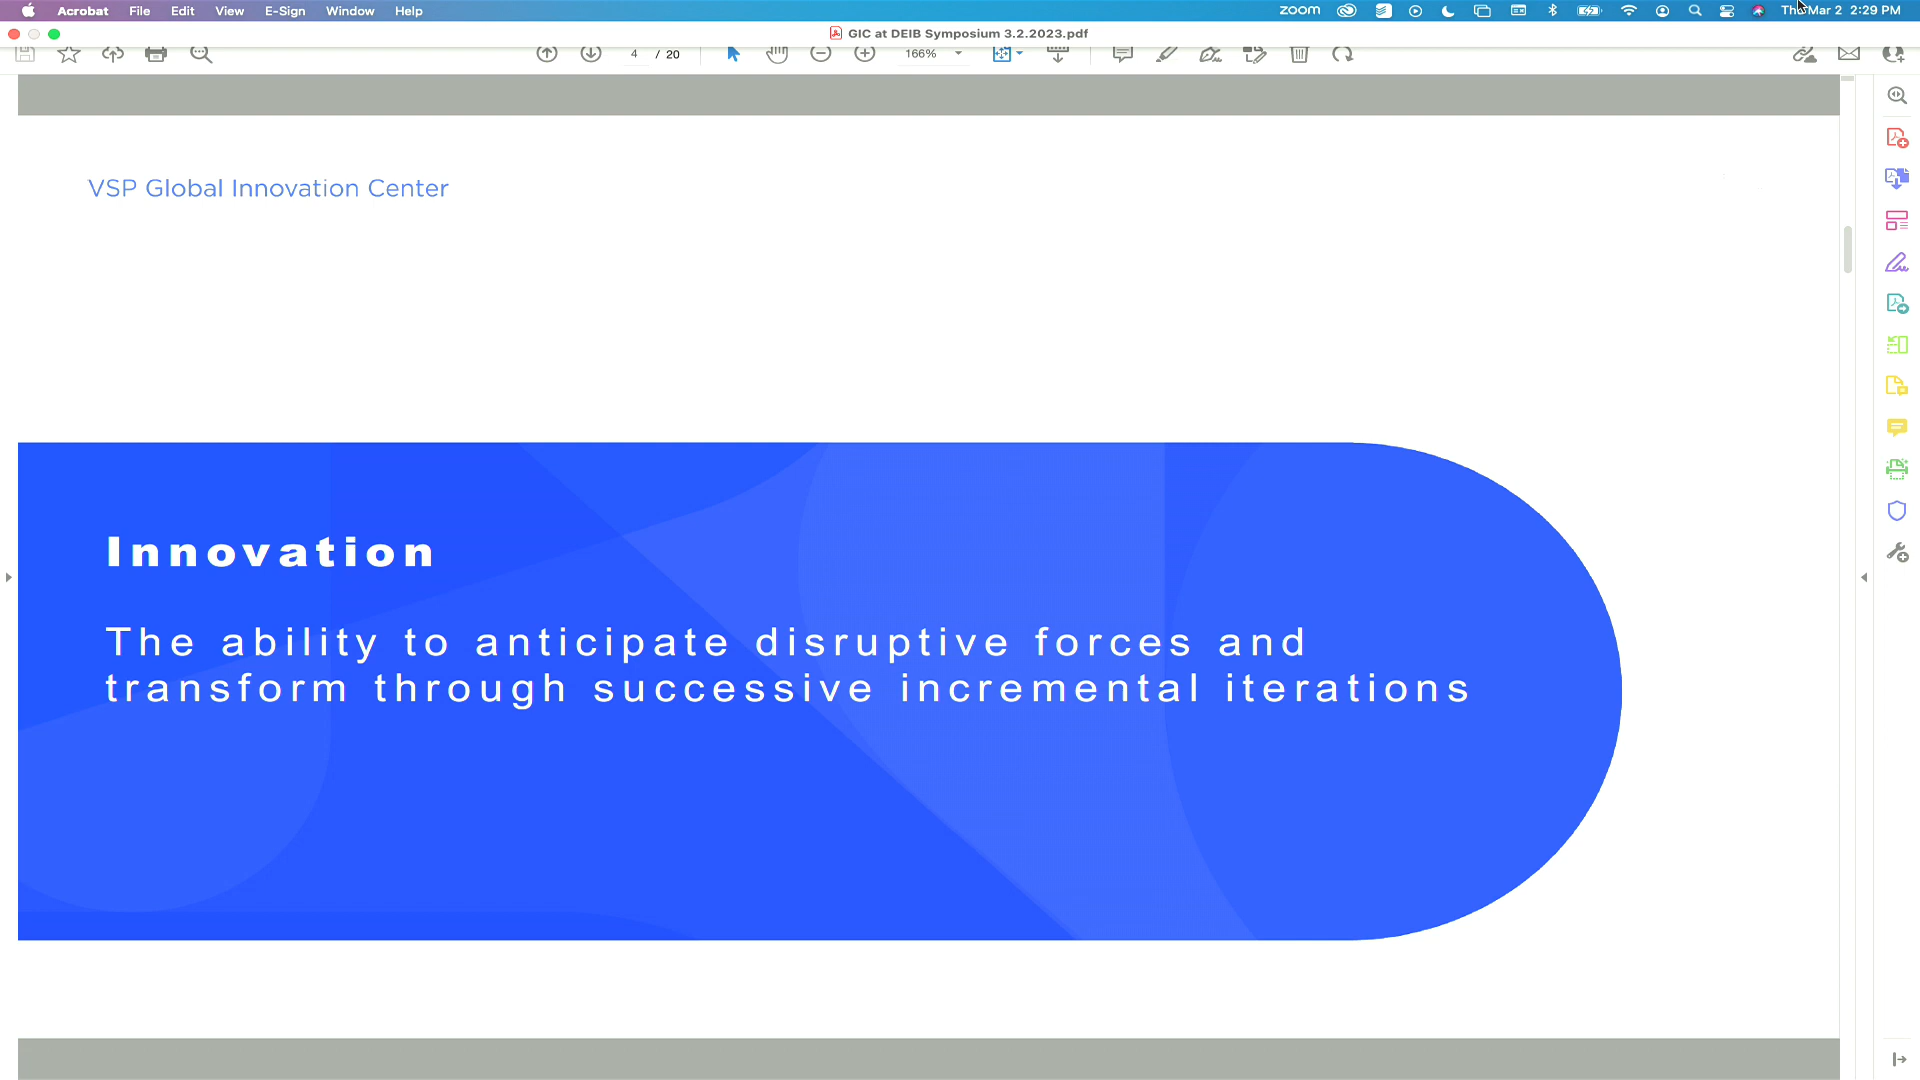 Acrobat File Edit View E-Sign Window Help zoom Thu Mar 2 2:29 PM
GIC at DEIB Symposium 3.2.2023.pdf
4 / 20 166%
VSP Global Innovation Center
Innovation
The ability to anticipate disruptive forces and
transform through successive incremental iterations